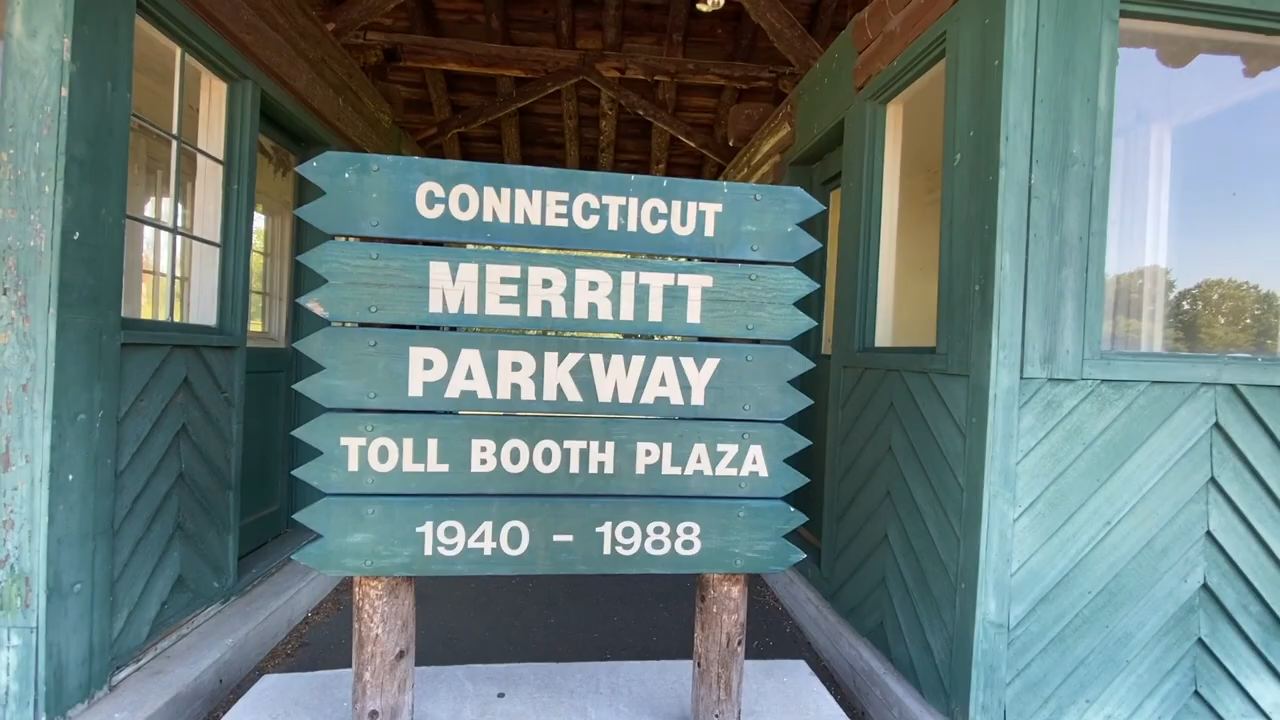 CONNECTICUT
MERRITT
PARKWAY
TOLL BOOTH PLAZA
1940 - 1988